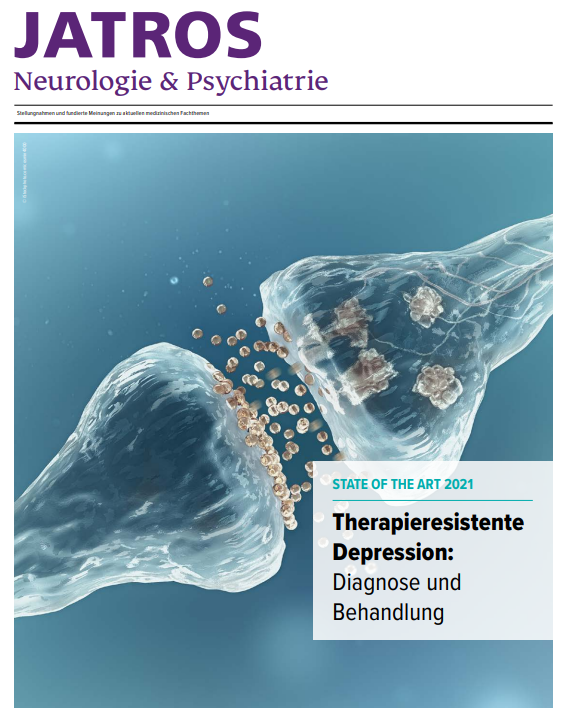 JATROS
Neurologie & Psychiatrie
Stellungnahmen und fundierte Meinungen zu aktuellen medizinischen Fachthemen
STATE OF THE ART 2021
Therapieresistente
Depression:
Diagnose und
Behandlung